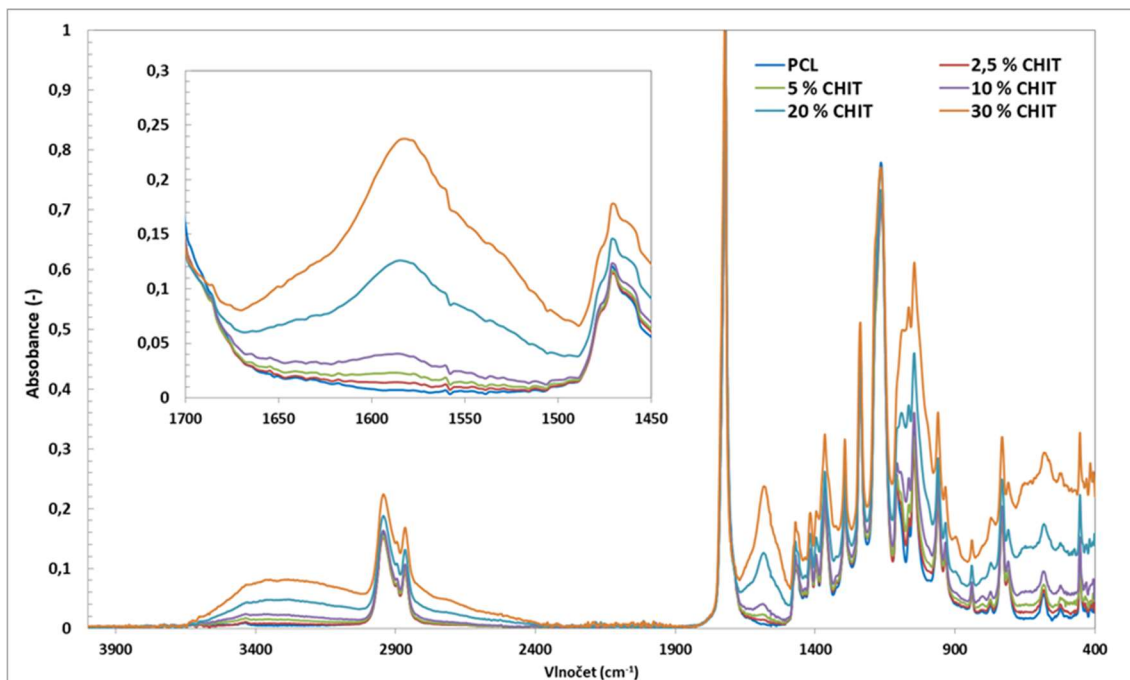 1
0,9
0,8
0,7
0,6
0,5
0,4
0,3
0,2
0,1
0
Absobance (-)
0,3
0,25
0,2
0,15
0,1
0,05
0
1700 1650 1600 1550 1500 1450
PCL 2,5 % CHIT
5 % CHIT 10 % CHIT
20 % CHIT 30 % CHIT
3900 3400 2900 2400 1900 1400 900 400
Vlnočet (cm⁻¹)